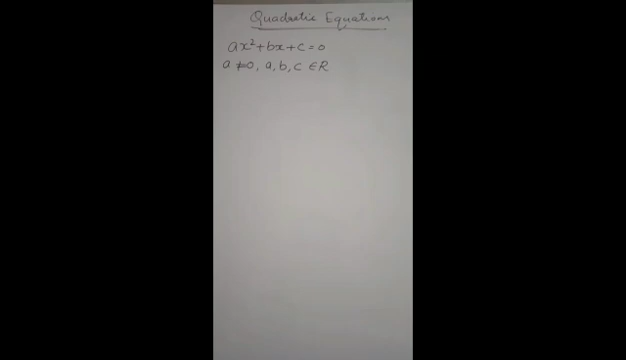 Quadratic Equations
ax²+bx+c=0
a≠0, a,b,c ∈R